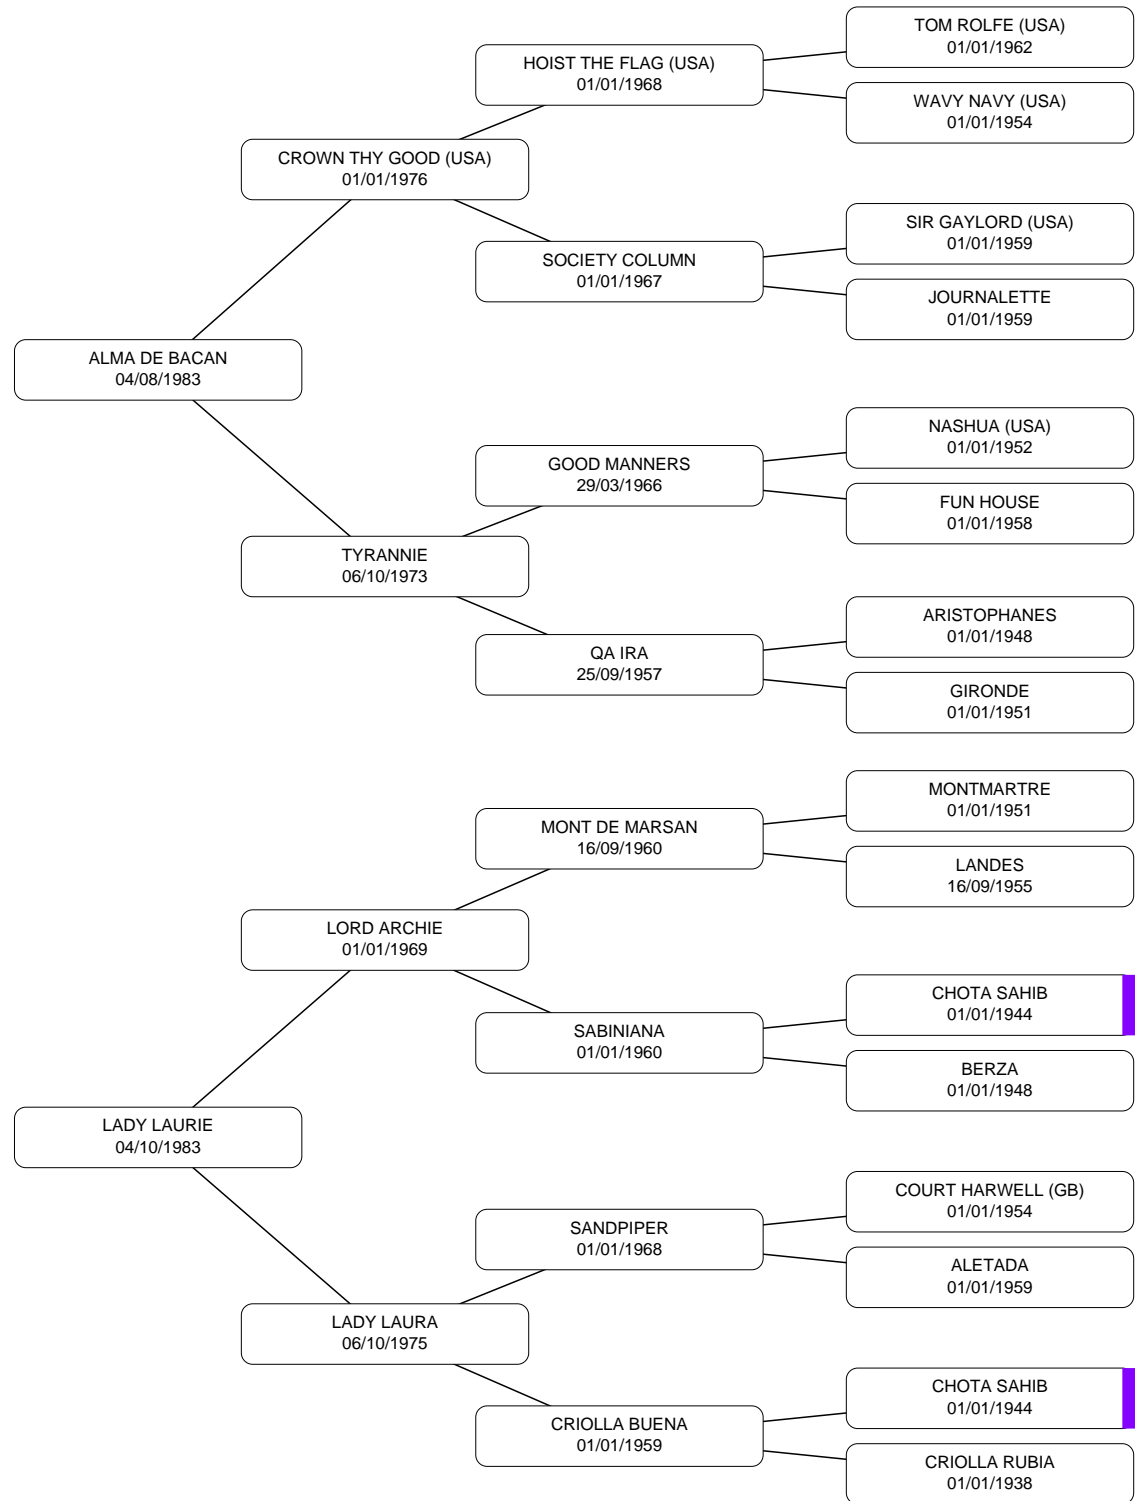 TOM ROLFE (USA)
01/01/1962
HOIST THE FLAG (USA)
01/01/1968
WAVY NAVY (USA)
01/01/1954
CROWN THY GOOD (USA)
01/01/1976
SIR GAYLORD (USA)
01/01/1959
SOCIETY COLUMN
01/01/1967
JOURNALETTE
01/01/1959
ALMA DE BACAN
04/08/1983
NASHUA (USA)
01/01/1952
GOOD MANNERS
29/03/1966
FUN HOUSE
01/01/1958
TYRANNIE
06/10/1973
ARISTOPHANES
01/01/1948
QA IRA
25/09/1957
GIRONDE
01/01/1951
MONTMARTRE
01/01/1951
MONT DE MARSAN
16/09/1960
LANDES
16/09/1955
LORD ARCHIE
01/01/1969
CHOTA SAHIB
01/01/1944
SABINIANA
01/01/1960
BERZA
01/01/1948
LADY LAURIE
04/10/1983
COURT HARWELL (GB)
01/01/1954
SANDPIPER
01/01/1968
ALETADA
01/01/1959
LADY LAURA
06/10/1975
CHOTA SAHIB
01/01/1944
CRIOLLA BUENA
01/01/1959
CRIOLLA RUBIA
01/01/1938